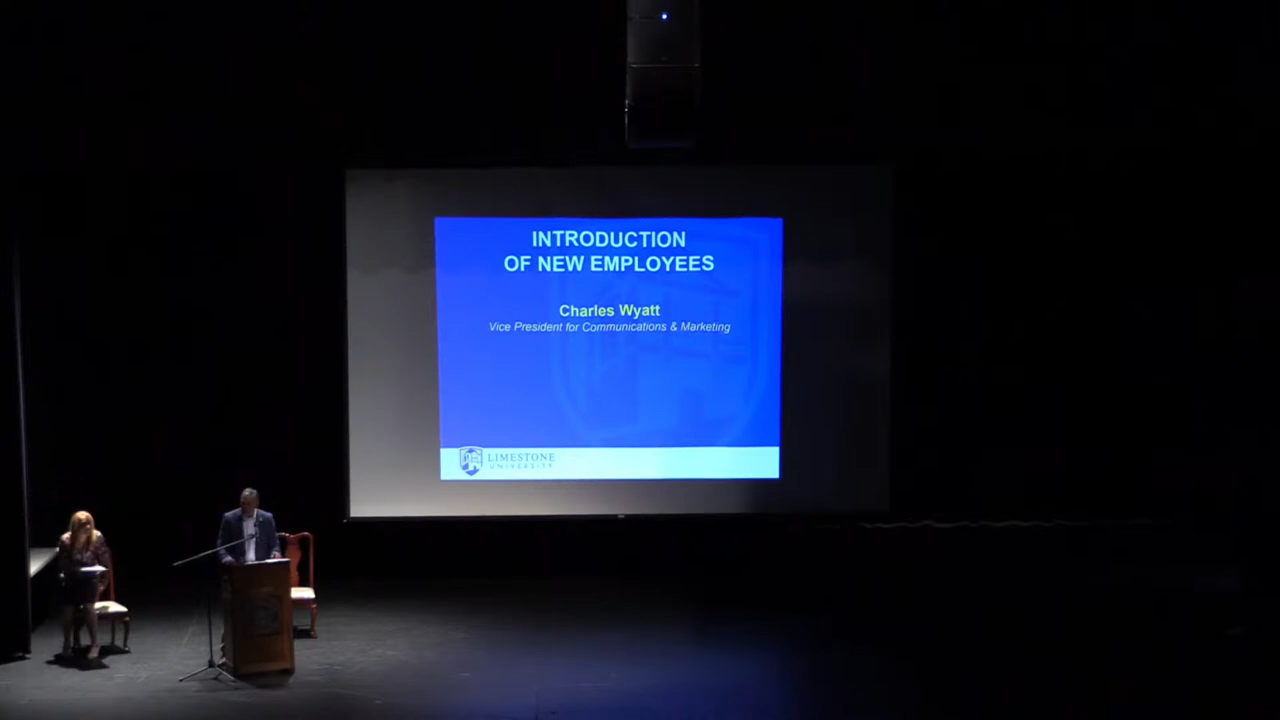 INTRODUCTION
OF NEW EMPLOYEES
Charles Wyatt
Vice President for Communications & Marketing
LIMESTONE
UNIVERSITY